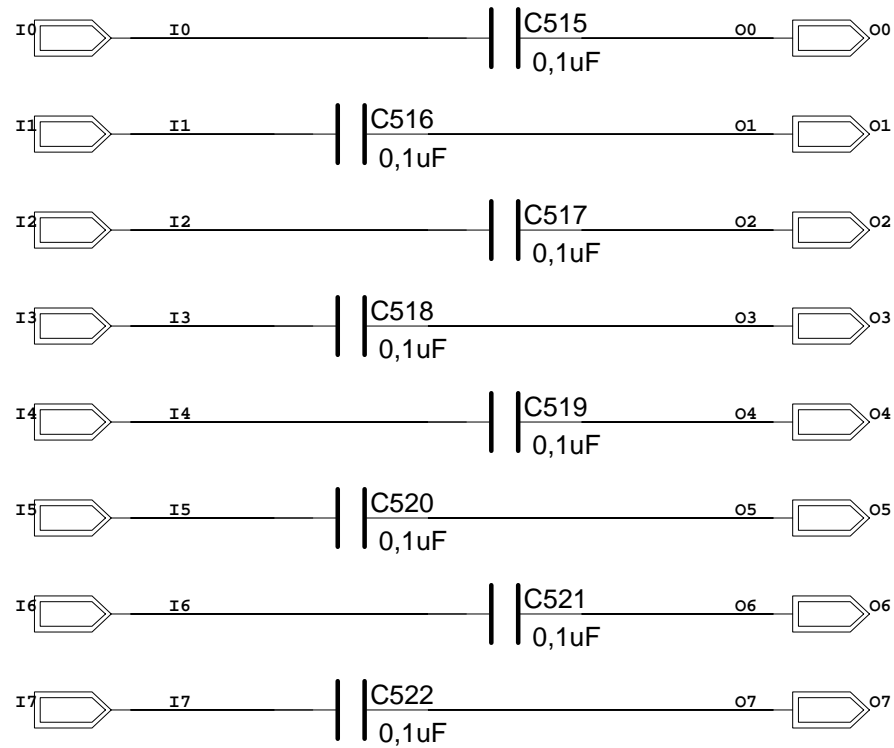 I0 I0 C515 O0 O0
0,1uF
I1 I1 C516 O1 O1
0,1uF
I2 I2 C517 O2 O2
0,1uF
I3 I3 C518 O3 O3
0,1uF
I4 I4 C519 O4 O4
0,1uF
I5 I5 C520 O5 O5
0,1uF
I6 I6 C521 O6 O6
0,1uF
I7 I7 C522 O7 O7
0,1uF